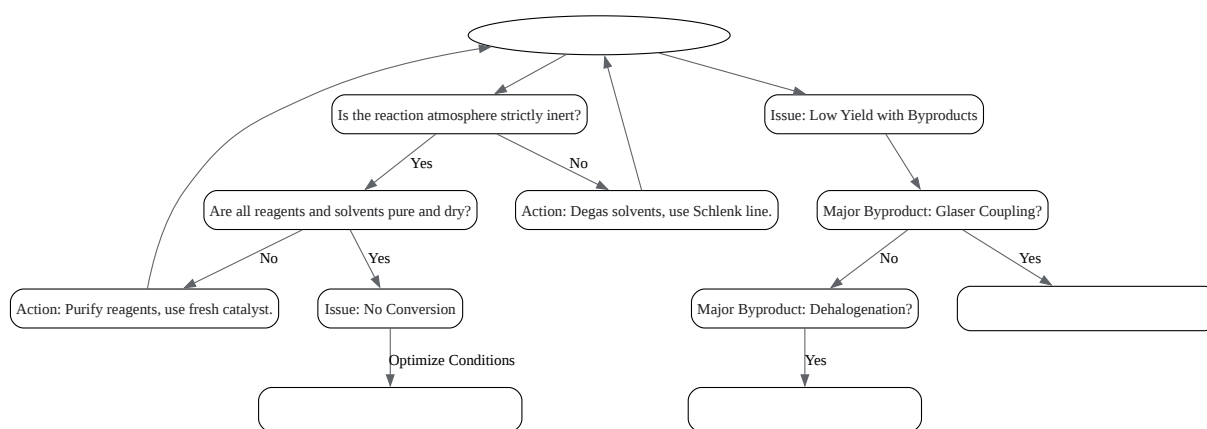 Is the reaction atmosphere strictly inert?
Issue: Low Yield with Byproducts
Yes
No
Are all reagents and solvents pure and dry?
Action: Degas solvents, use Schlenk line.
Major Byproduct: Glaser Coupling?
No
Yes
No
Yes
Action: Purify reagents, use fresh catalyst.
Issue: No Conversion
Major Byproduct: Dehalogenation?
Optimize Conditions
Yes